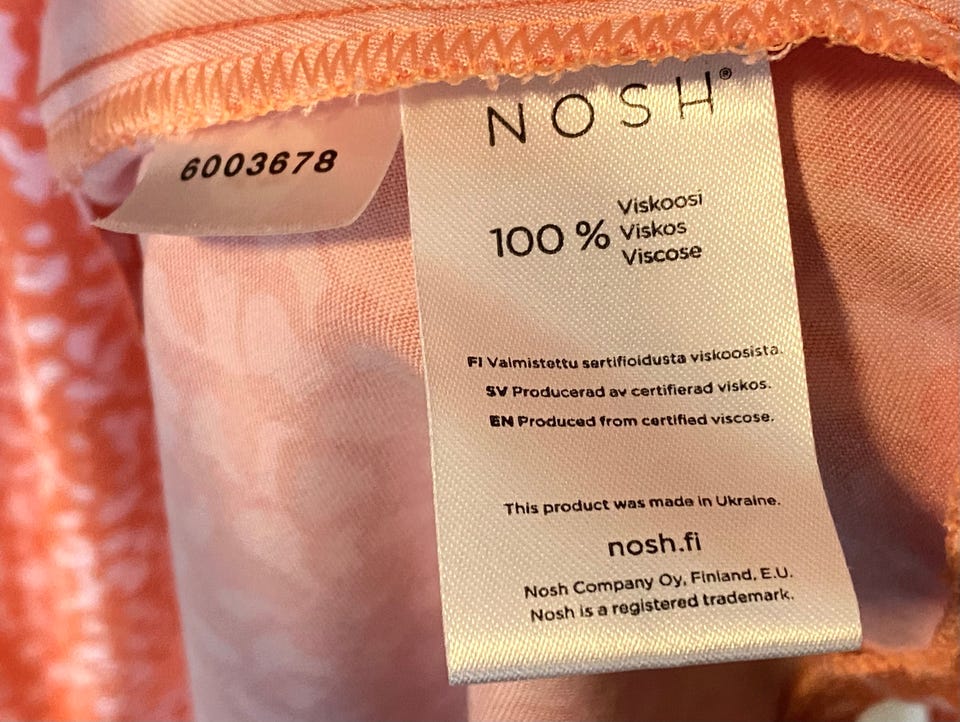 NOSH®
6003678
100 % Viskoosi
Viskos
Viscose
FI Valmistettu sertifioidusta viskoosista.
SV Producerad av certifierad viskos.
EN Produced from certified viscose.
This product was made in Ukraine.
nosh.fi
Nosh Company Oy, Finland, E.U.
Nosh is a registered trademark.